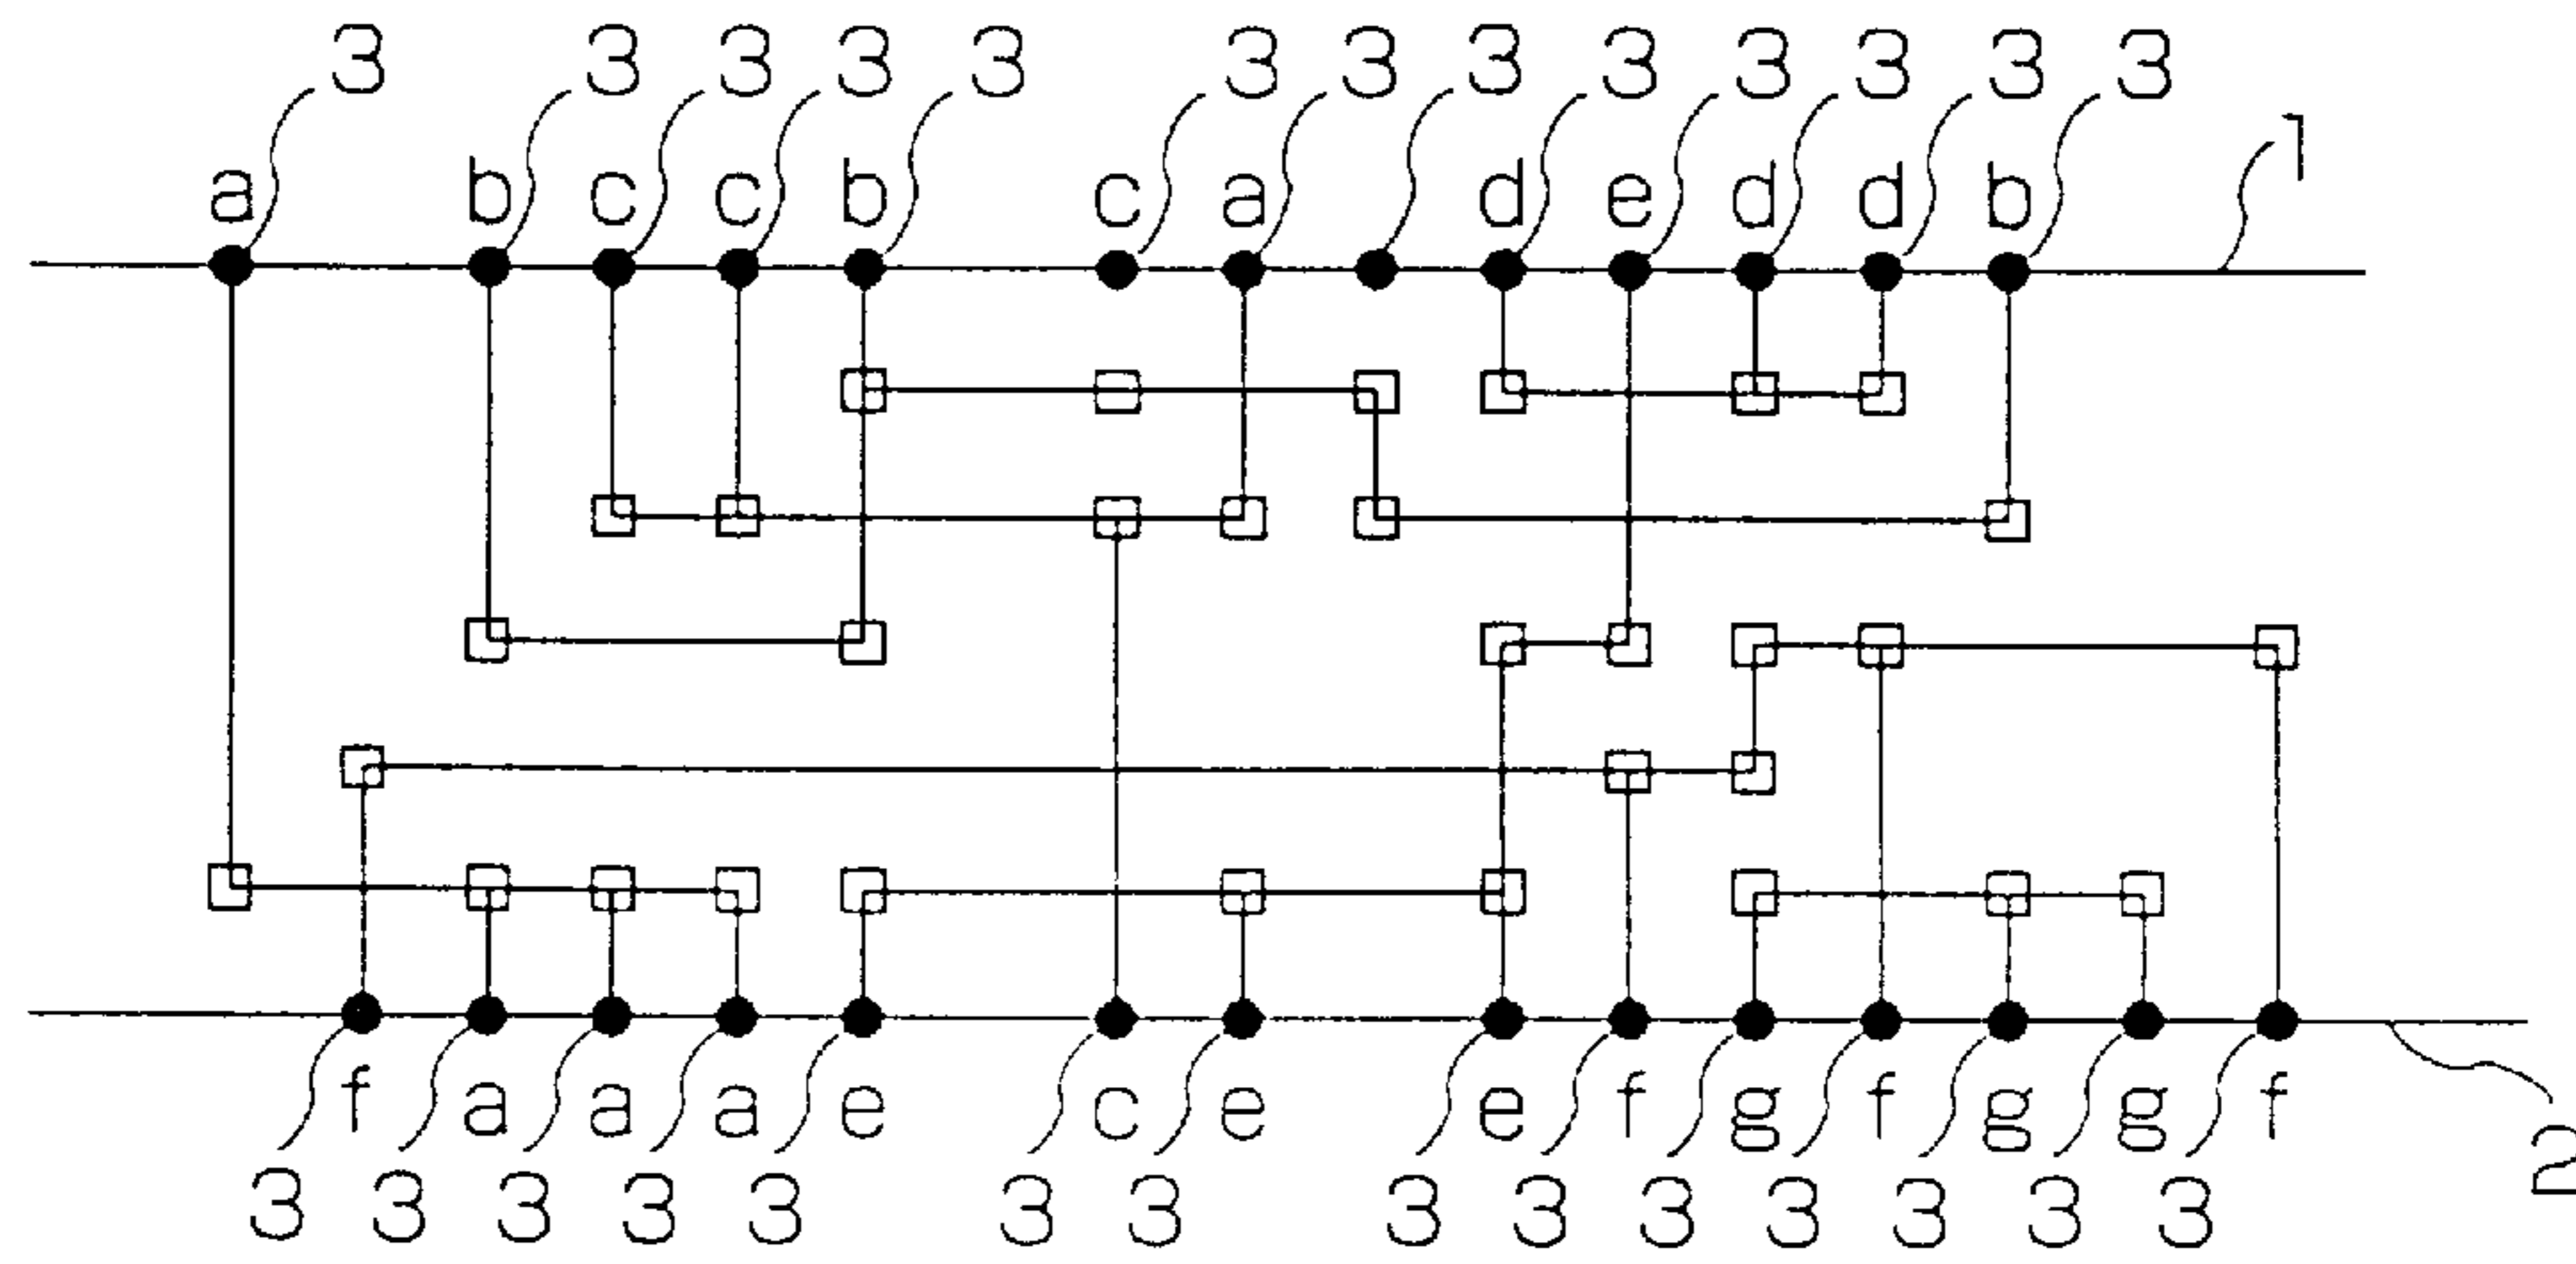 3 3 3 3 3 3 3 3 3 3 3 3 3
1
a b c c b c a d e d d b
f a a a e c e e f g f g g f
2
3 3 3 3 3 3 3 3 3 3 3 3 3 3